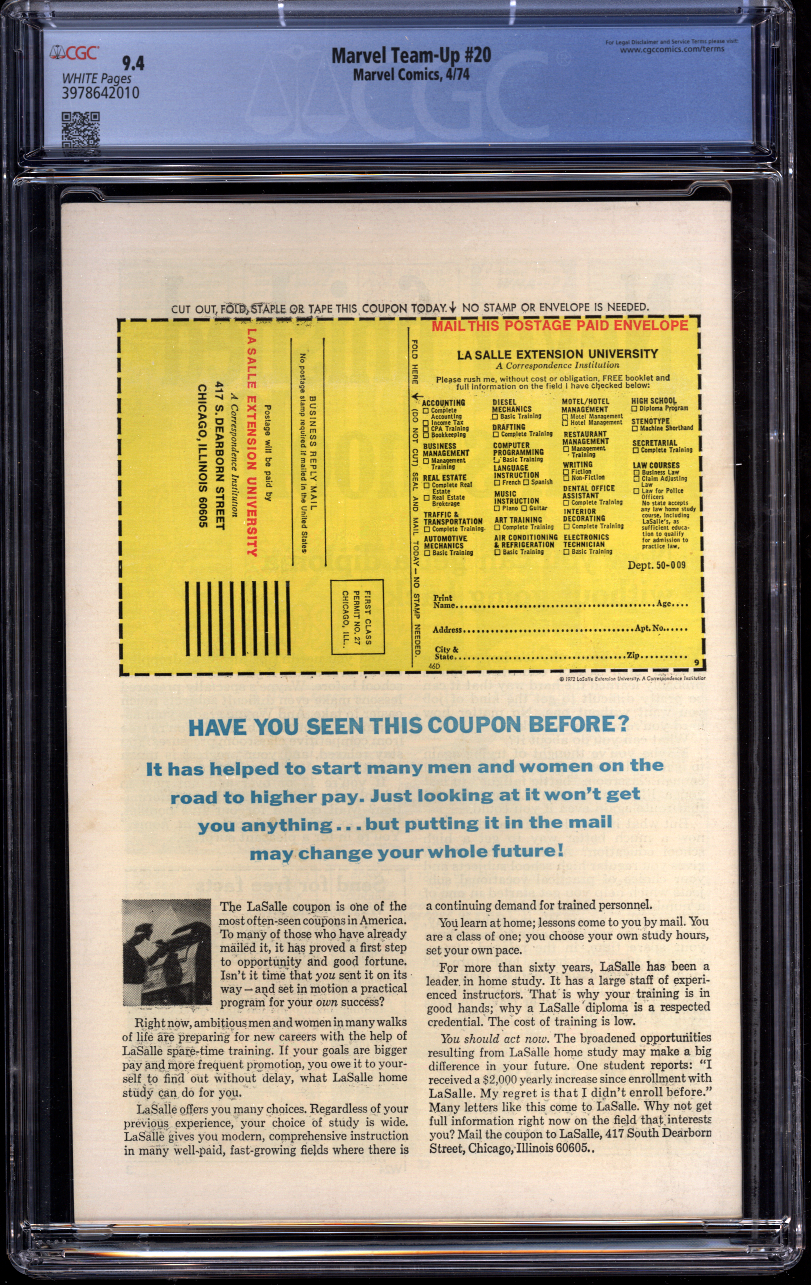 CGC
9.4
WHITE Pages
3978642010
Marvel Team-Up #20
Marvel Comics, 4/74
For Legal Disclaimer and Service Terms please visit:
www.cgccomics.com/terms
CUT OUT, FOLD, STAPLE OR TAPE THIS COUPON TODAY. ↓ NO STAMP OR ENVELOPE IS NEEDED.
LA SALLE EXTENSION UNIVERSITY
A Correspondence Institution
417 S. DEARBORN STREET
CHICAGO, ILLINOIS 60605
Postage will be paid by
BUSINESS REPLY MAIL
No postage stamp required if mailed in the United States
FIRST CLASS
PERMIT NO. 27
CHICAGO, ILL.
FOLD HERE ↓ (DO NOT CUT) SEAL AND MAIL TODAY — NO STAMP NEEDED.
MAIL THIS POSTAGE PAID ENVELOPE
LA SALLE EXTENSION UNIVERSITY
A Correspondence Institution
Please rush me, without cost or obligation, FREE booklet and
full information on the field I have checked below:
ACCOUNTING
☐ Complete
Accounting
☐ Income Tax
☐ CPA Training
☐ Bookkeeping
BUSINESS
MANAGEMENT
☐ Management
Training
REAL ESTATE
☐ Complete Real
Estate
☐ Real Estate
Brokerage
TRAFFIC &
TRANSPORTATION
☐ Complete Training
AUTOMOTIVE
MECHANICS
☐ Basic Training
DIESEL
MECHANICS
☐ Basic Training
DRAFTING
☐ Complete Training
COMPUTER
PROGRAMMING
☐ Basic Training
LANGUAGE
INSTRUCTION
☐ French ☐ Spanish
MUSIC
INSTRUCTION
☐ Piano ☐ Guitar
ART TRAINING
☐ Complete Training
AIR CONDITIONING
& REFRIGERATION
☐ Basic Training
MOTEL/HOTEL
MANAGEMENT
☐ Motel Management
☐ Hotel Management
RESTAURANT
MANAGEMENT
☐ Management
Training
WRITING
☐ Fiction
☐ Non-Fiction
DENTAL OFFICE
ASSISTANT
☐ Complete Training
INTERIOR
DECORATING
☐ Complete Training
ELECTRONICS
TECHNICIAN
☐ Basic Training
HIGH SCHOOL
☐ Diploma Program
STENOTYPE
☐ Machine Shorthand
SECRETARIAL
☐ Complete Training
LAW COURSES
☐ Business Law
☐ Claim Adjusting
Law
☐ Law for Police
Officers
No state accepts
any law home study
course, including
LaSalle's, as
sufficient educa-
tion to qualify
for admission to
practice law.
Dept. 50-009
Print
Name.......... Age....
Address.......... Apt. No......
City &
State.......... Zip..........
46D
9
© 1972 LaSalle Extension University. A Correspondence Institution
HAVE YOU SEEN THIS COUPON BEFORE?
It has helped to start many men and women on the
road to higher pay. Just looking at it won't get
you anything...but putting it in the mail
may change your whole future!
The LaSalle coupon is one of the
most often-seen coupons in America.
To many of those who have already
mailed it, it has proved a first step
to opportunity and good fortune.
Isn't it time that you sent it on its
way — and set in motion a practical
program for your own success?
Right now, ambitious men and women in many walks
of life are preparing for new careers with the help of
LaSalle spare-time training. If your goals are bigger
pay and more frequent promotion, you owe it to your-
self to find out without delay, what LaSalle home
study can do for you.
LaSalle offers you many choices. Regardless of your
previous experience, your choice of study is wide.
LaSalle gives you modern, comprehensive instruction
in many well-paid, fast-growing fields where there is
a continuing demand for trained personnel.
You learn at home; lessons come to you by mail. You
are a class of one; you choose your own study hours,
set your own pace.
For more than sixty years, LaSalle has been a
leader in home study. It has a large staff of experi-
enced instructors. That is why your training is in
good hands; why a LaSalle diploma is a respected
credential. The cost of training is low.
You should act now. The broadened opportunities
resulting from LaSalle home study may make a big
difference in your future. One student reports: "I
received a $2,000 yearly increase since enrollment with
LaSalle. My regret is that I didn't enroll before."
Many letters like this come to LaSalle. Why not get
full information right now on the field that interests
you? Mail the coupon to LaSalle, 417 South Dearborn
Street, Chicago, Illinois 60605..